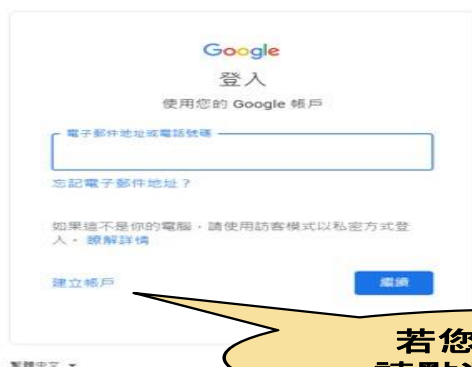 Google
登入
使用您的 Google 帳戶
電子郵件地址或電話號碼
忘記電子郵件地址？
如果這不是你的電腦，請使用訪客模式以私密方式登
入。 瞭解詳情
建立帳戶
繼續
若您
請點
繁體中文